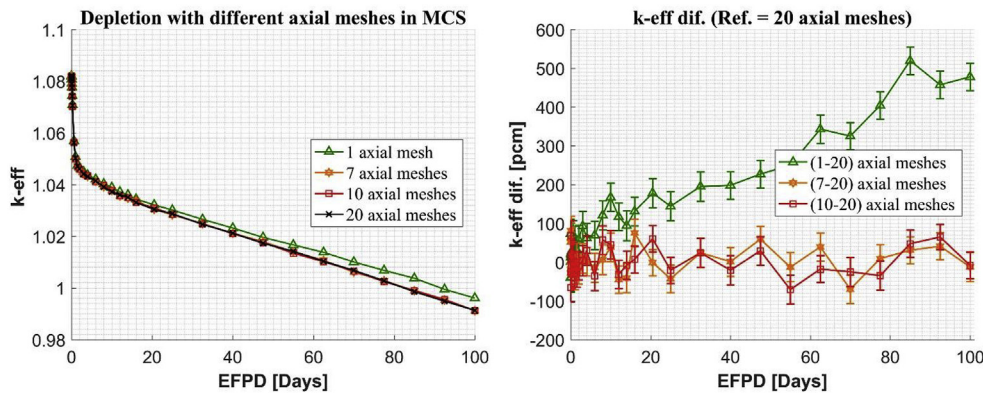 Depletion with different axial meshes in MCS
k-eff
1.1
1.08
1.06
1.04
1.02
1
0.98
1 axial mesh
7 axial meshes
10 axial meshes
20 axial meshes
0 20 40 60 80 100
EFPD [Days]
k-eff dif. (Ref. = 20 axial meshes)
k-eff dif. [pcm]
600
500
400
300
200
100
0
-100
-200
(1-20) axial meshes
(7-20) axial meshes
(10-20) axial meshes
0 20 40 60 80 100
EFPD [Days]